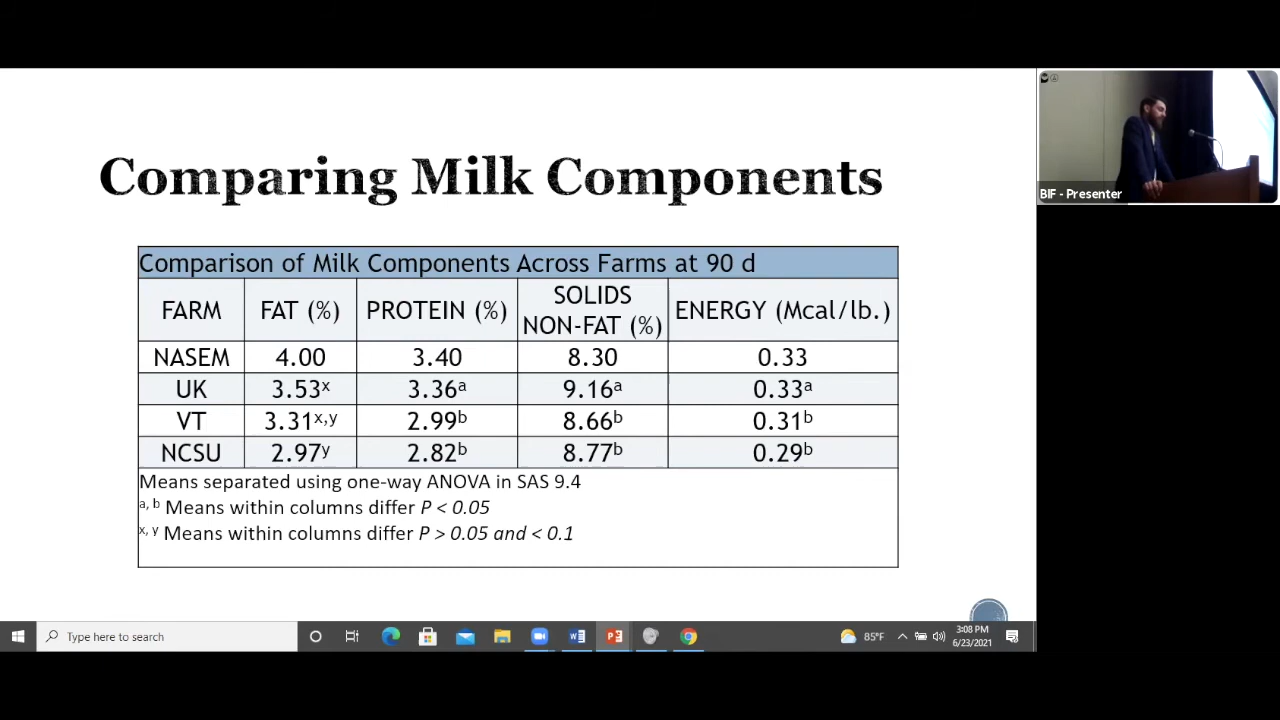 Comparing Milk Components
Comparison of Milk Components Across Farms at 90 d
FARM FAT (%) PROTEIN (%) SOLIDS NON-FAT (%) ENERGY (Mcal/lb.)
NASEM 4.00 3.40 8.30 0.33
UK 3.53x 3.36a 9.16a 0.33a
VT 3.31x,y 2.99b 8.66b 0.31b
NCSU 2.97y 2.82b 8.77b 0.29b
Means separated using one-way ANOVA in SAS 9.4
a, b Means within columns differ P < 0.05
x, y Means within columns differ P > 0.05 and < 0.1
BIF - Presenter
Type here to search
85°F
3:08 PM
6/23/2021